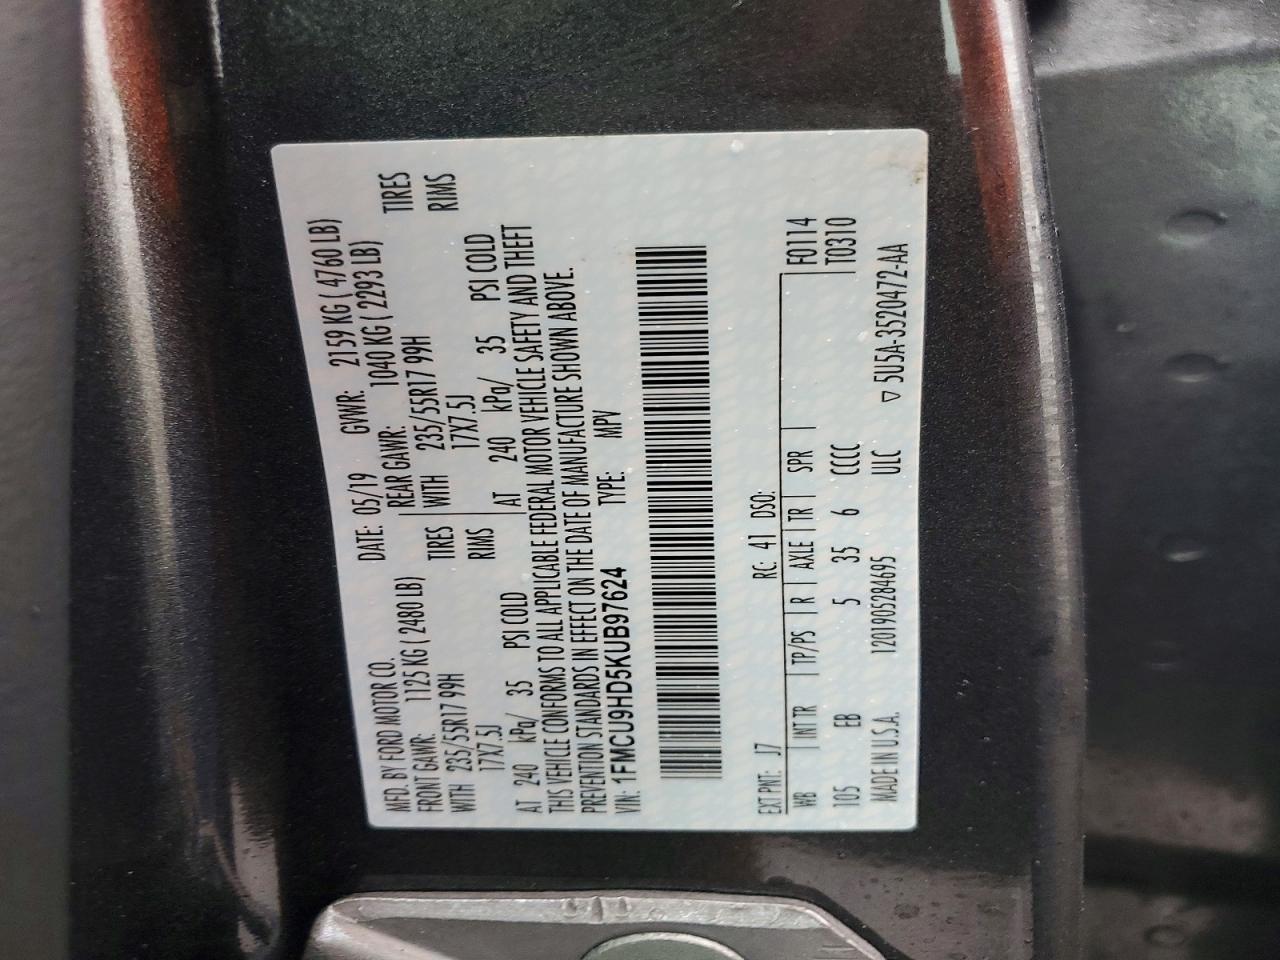 MFD. BY FORD MOTOR CO.
DATE: 05/19 GVWR: 2159 KG ( 4760 LB)
FRONT GAWR: 1125 KG ( 2480 LB) REAR GAWR: 1040 KG ( 2293 LB)
WITH 235/55R17 99H TIRES WITH 235/55R17 99H TIRES
17X7.5J RIMS 17X7.5J RIMS
AT 240 kPa/ 35 PSI COLD AT 240 kPa/ 35 PSI COLD
THIS VEHICLE CONFORMS TO ALL APPLICABLE FEDERAL MOTOR VEHICLE SAFETY AND THEFT
PREVENTION STANDARDS IN EFFECT ON THE DATE OF MANUFACTURE SHOWN ABOVE.
VIN: 1FMCU9HD5KUB97624 TYPE: MPV
EXT PNT: J7 RC: 41 DSO:
WB INT TR TP/PS R AXLE TR SPR F0114
105 EB 5 35 6 CCCC T0310
MADE IN U.S.A. 1201905284695 ULC ▽ 5U5A-3520472-AA